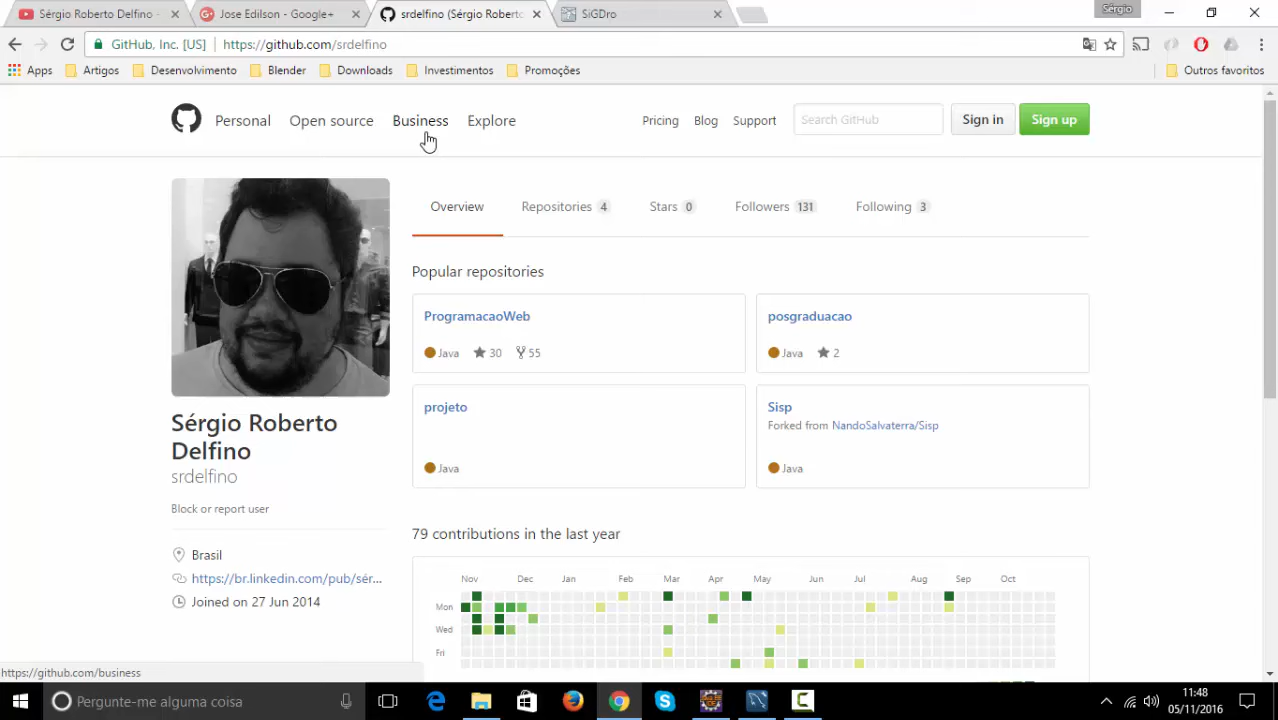 Sérgio Roberto Delfino -
Jose Edilson - Google+
srdelfino (Sérgio Roberto
SiGDro
Sérgio
GitHub, Inc. [US]
https://github.com/srdelfino
Apps
Artigos
Desenvolvimento
Blender
Downloads
Investimentos
Promoções
Outros favoritos
Personal
Open source
Business
Explore
Pricing
Blog
Support
Search GitHub
Sign in
Sign up
Overview
Repositories 4
Stars 0
Followers 131
Following 3
Popular repositories
ProgramacaoWeb
Java 30 55
posgraduacao
Java 2
projeto
Java
Sisp
Forked from NandoSalvaterra/Sisp
Java
Sérgio Roberto
Delfino
srdelfino
Block or report user
Brasil
https://br.linkedin.com/pub/sér...
Joined on 27 Jun 2014
79 contributions in the last year
Nov Dec Jan Feb Mar Apr May Jun Jul Aug Sep Oct
Mon
Wed
Fri
https://github.com/business
Pergunte-me alguma coisa
11:48
05/11/2016